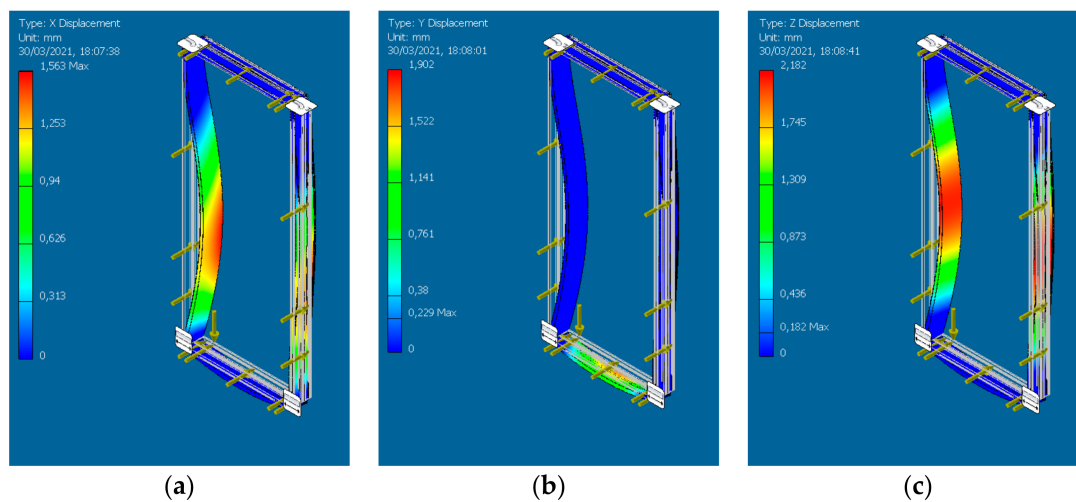 Type: X Displacement
Unit: mm
30/03/2021, 18:07:38
1,563 Max
1,253
0,94
0,626
0,313
0
Type: Y Displacement
Unit: mm
30/03/2021, 18:08:01
1,902
1,522
1,141
0,761
0,38
0,229 Max
0
Type: Z Displacement
Unit: mm
30/03/2021, 18:08:41
2,182
1,745
1,309
0,873
0,436
0,182 Max
0
(a)
(b)
(c)